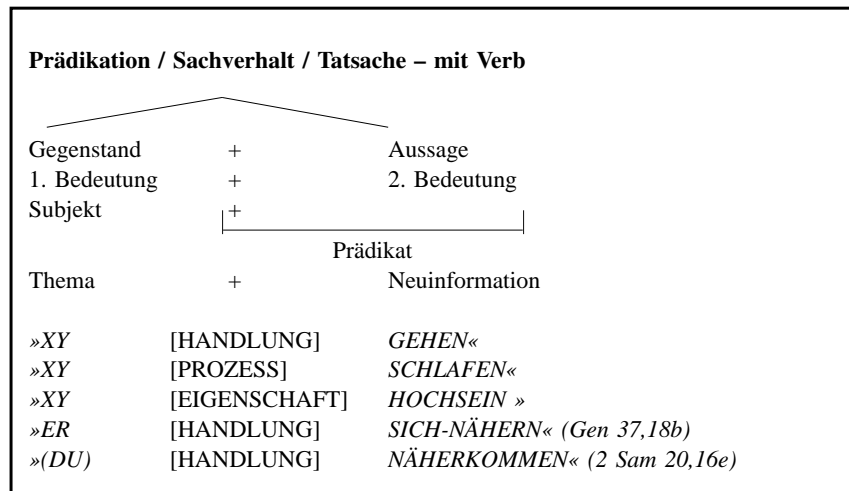 Prädikation / Sachverhalt / Tatsache – mit Verb
Gegenstand + Aussage
1. Bedeutung + 2. Bedeutung
Subjekt +
Prädikat
Thema + Neuinformation
»XY [HANDLUNG] GEHEN«
»XY [PROZESS] SCHLAFEN«
»XY [EIGENSCHAFT] HOCHSEIN »
»ER [HANDLUNG] SICH-NÄHERN« (Gen 37,18b)
»(DU) [HANDLUNG] NÄHERKOMMEN« (2 Sam 20,16e)